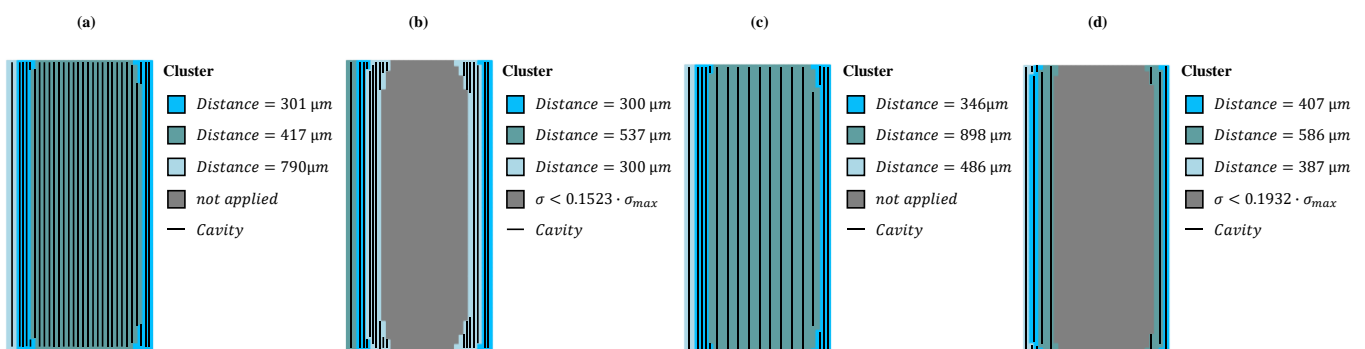 (a)
(b)
(c)
(d)
Cluster
Distance = 301 μm
Distance = 417 μm
Distance = 790μm
not applied
Cavity
Cluster
Distance = 300 μm
Distance = 537 μm
Distance = 300 μm
σ < 0.1523 · σmax
Cavity
Cluster
Distance = 346μm
Distance = 898 μm
Distance = 486 μm
not applied
Cavity
Cluster
Distance = 407 μm
Distance = 586 μm
Distance = 387 μm
σ < 0.1932 · σmax
Cavity